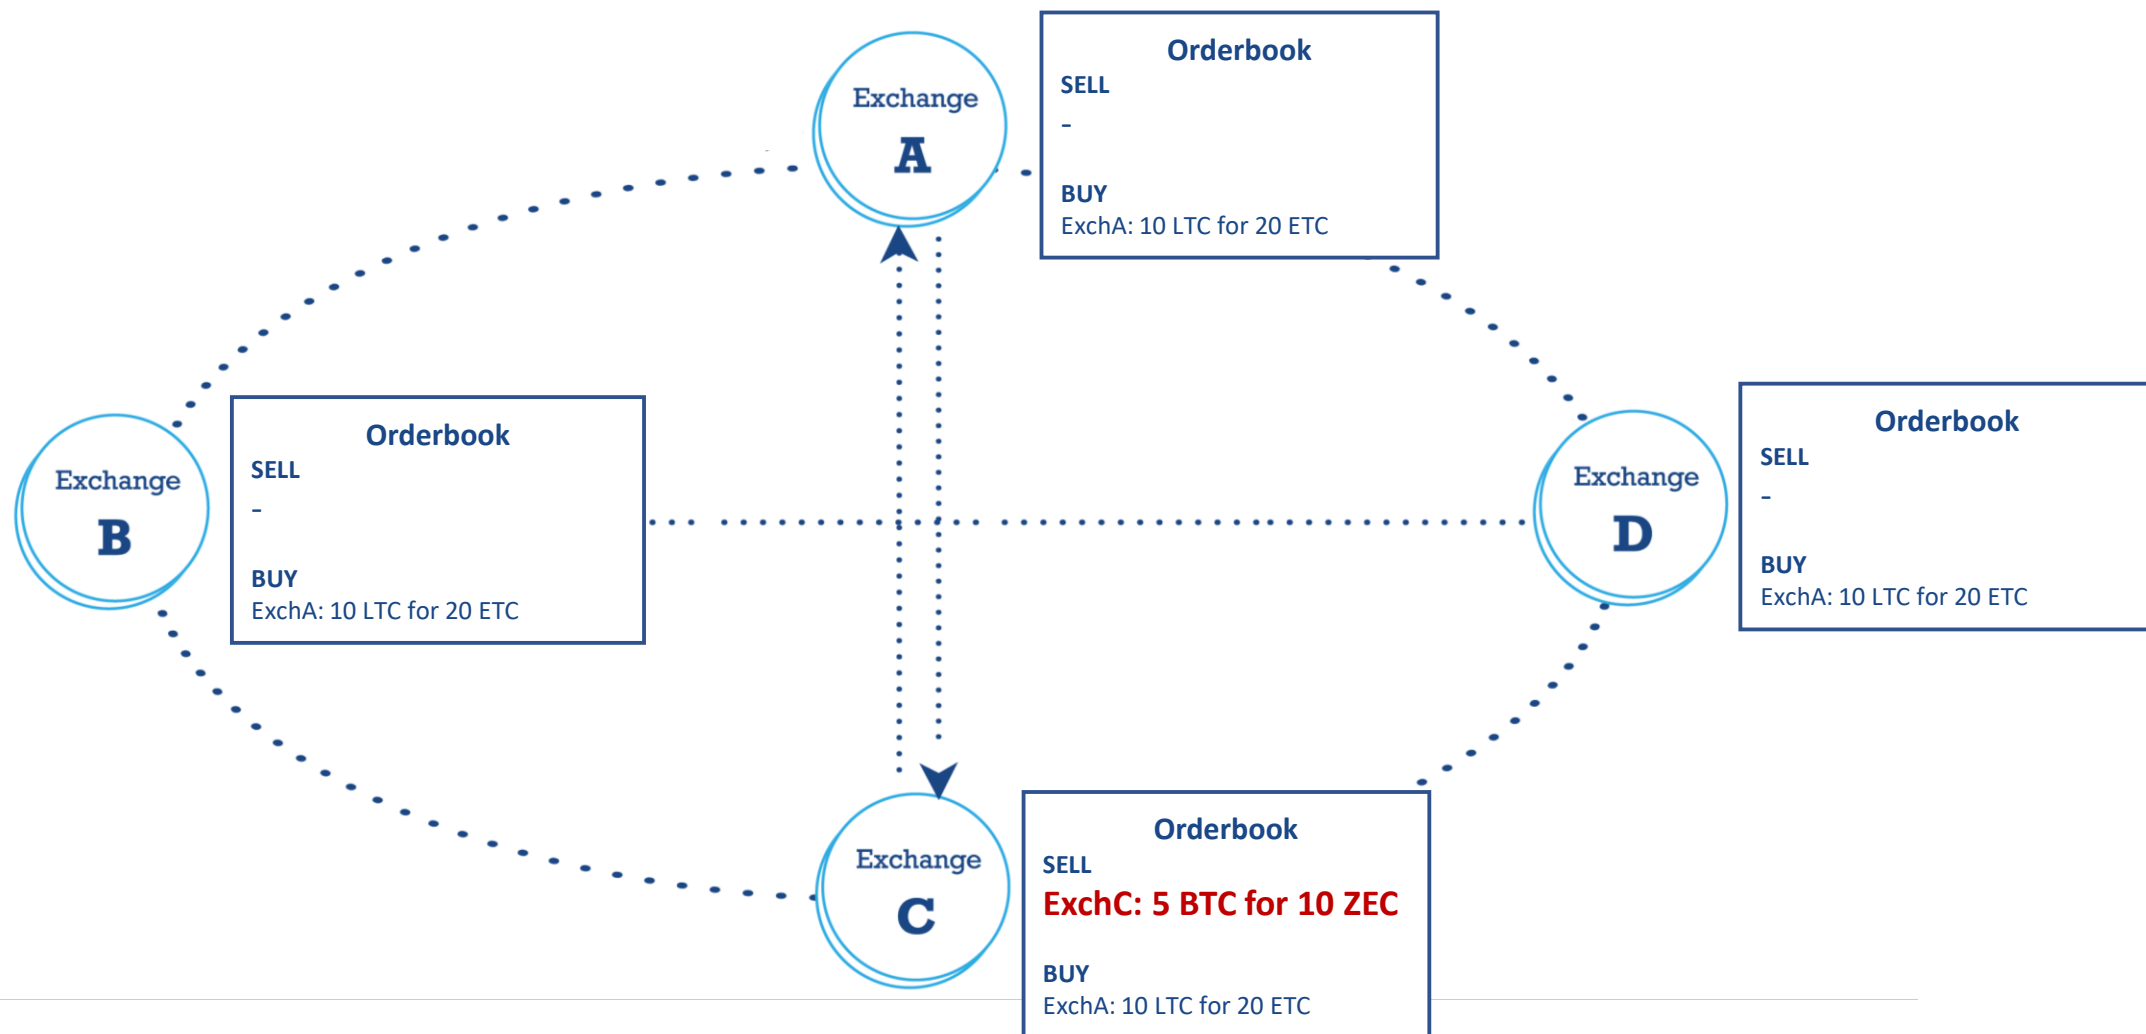 Exchange
A
Orderbook
SELL
-
BUY
ExchA: 10 LTC for 20 ETC
Exchange
B
Orderbook
SELL
-
BUY
ExchA: 10 LTC for 20 ETC
Exchange
D
Orderbook
SELL
-
BUY
ExchA: 10 LTC for 20 ETC
Exchange
C
Orderbook
SELL
ExchC: 5 BTC for 10 ZEC
BUY
ExchA: 10 LTC for 20 ETC